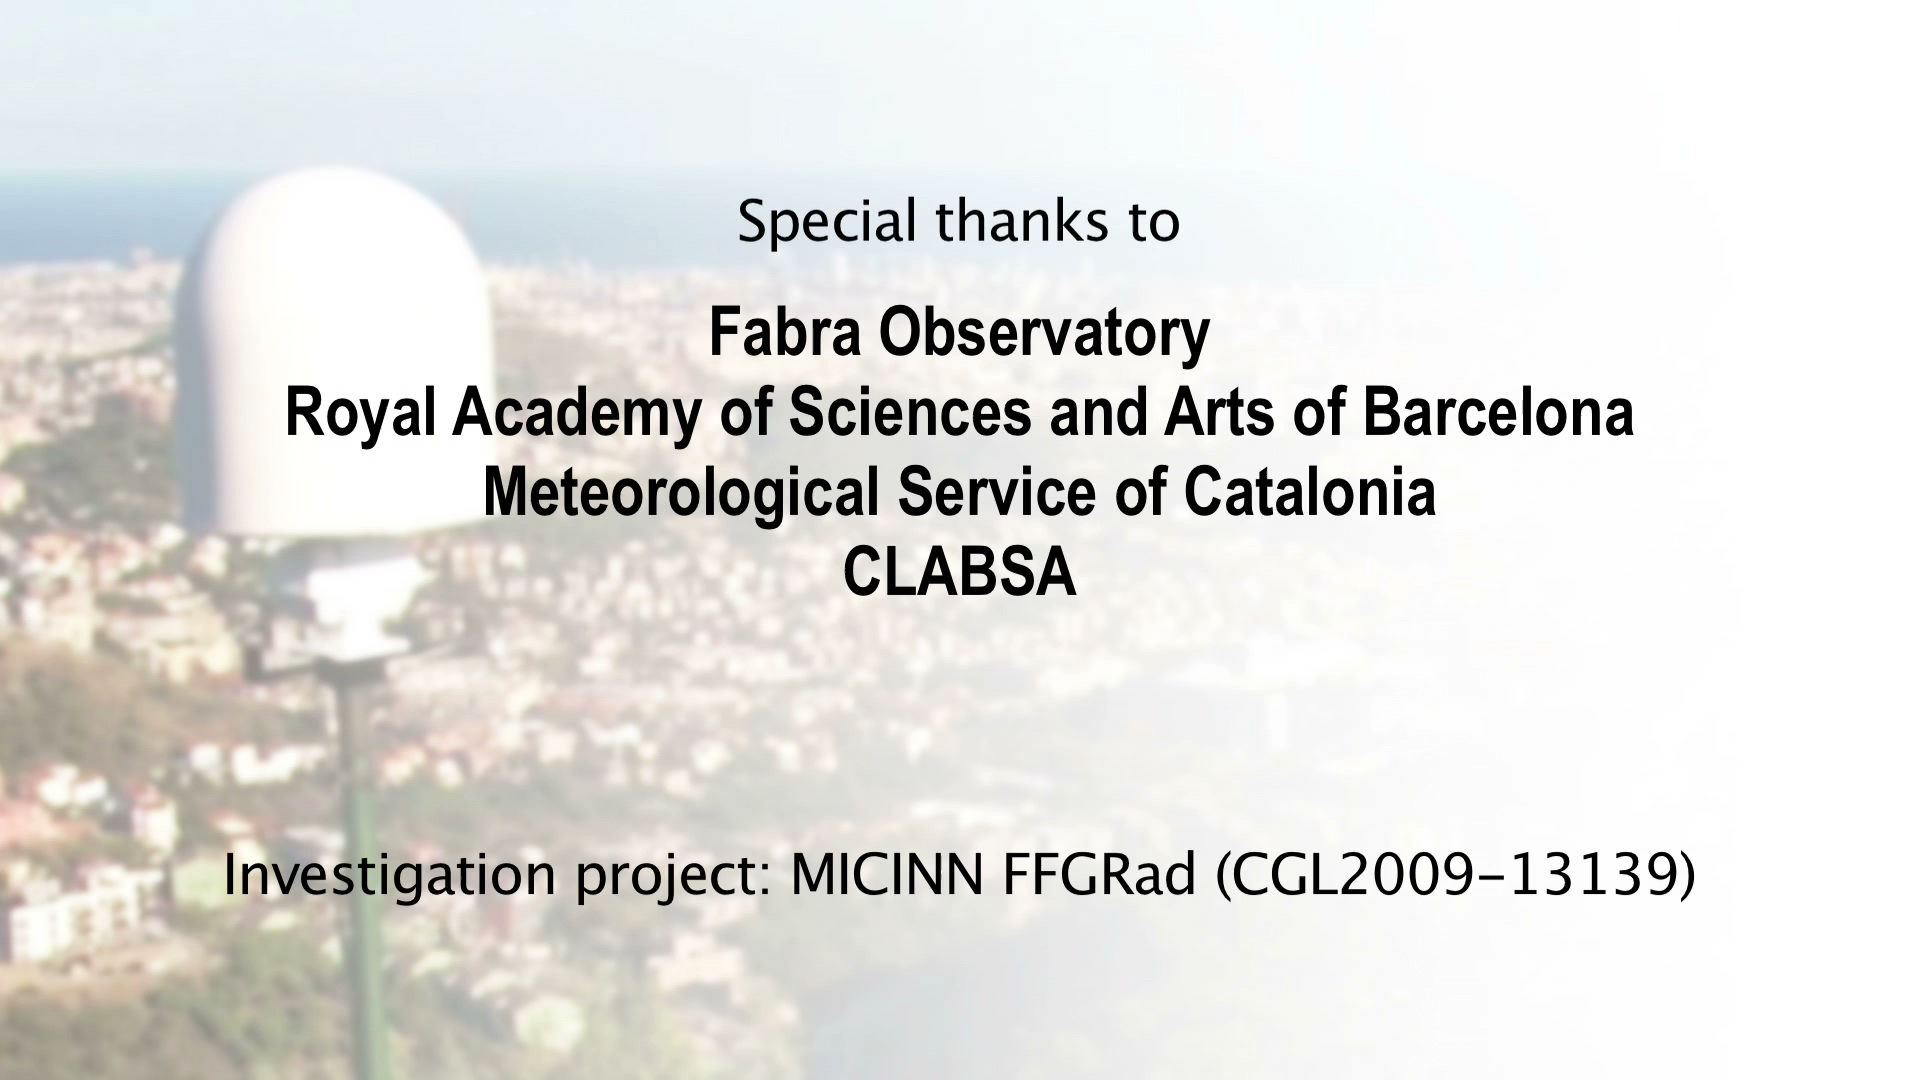 Special thanks to
Fabra Observatory
Royal Academy of Sciences and Arts of Barcelona
Meteorological Service of Catalonia
CLABSA
Investigation project: MICINN FFGRad (CGL2009-13139)